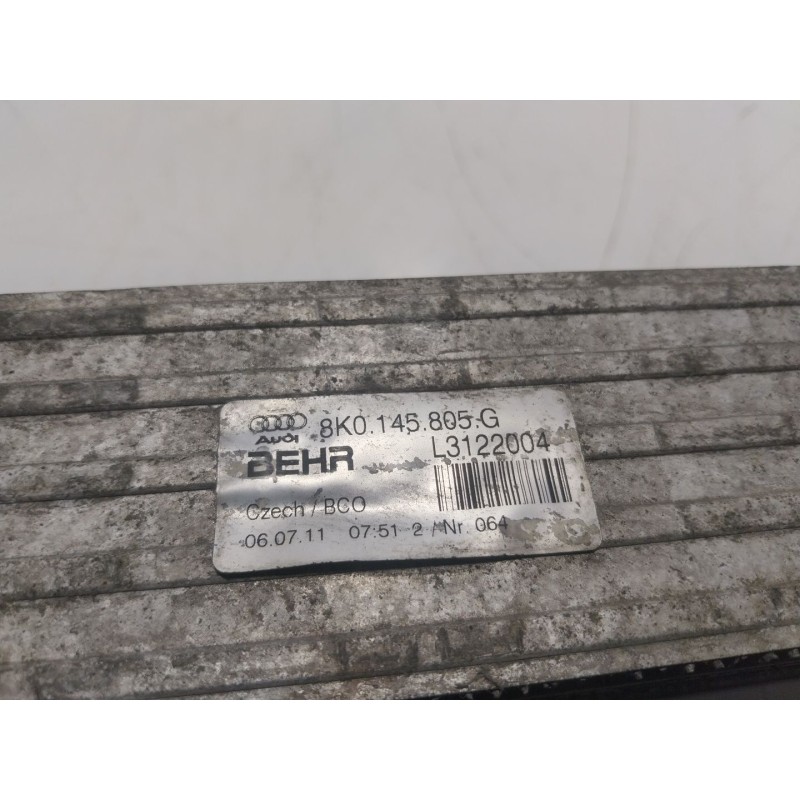 8K0.145.805.G
AUDI
L3122004
BEHR
Czech / BCO
06.07.11 07:51 2 / Nr. 064